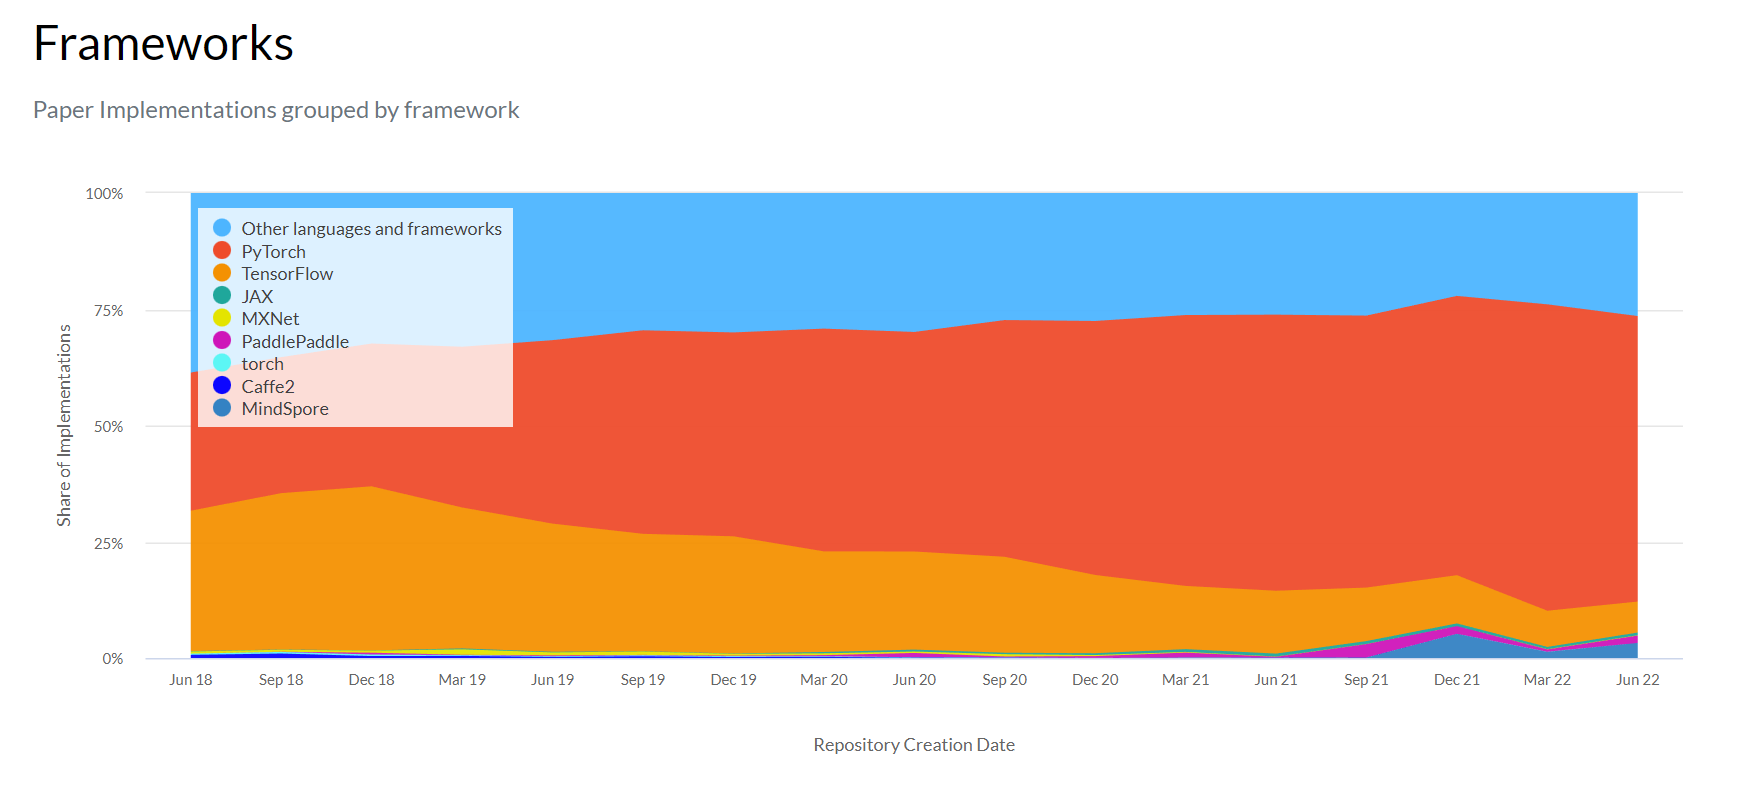 Frameworks
Paper Implementations grouped by framework
100%
75%
50%
25%
0%
Share of Implementations
Other languages and frameworks
PyTorch
TensorFlow
JAX
MXNet
PaddlePaddle
torch
Caffe2
MindSpore
Jun 18 Sep 18 Dec 18 Mar 19 Jun 19 Sep 19 Dec 19 Mar 20 Jun 20 Sep 20 Dec 20 Mar 21 Jun 21 Sep 21 Dec 21 Mar 22 Jun 22
Repository Creation Date